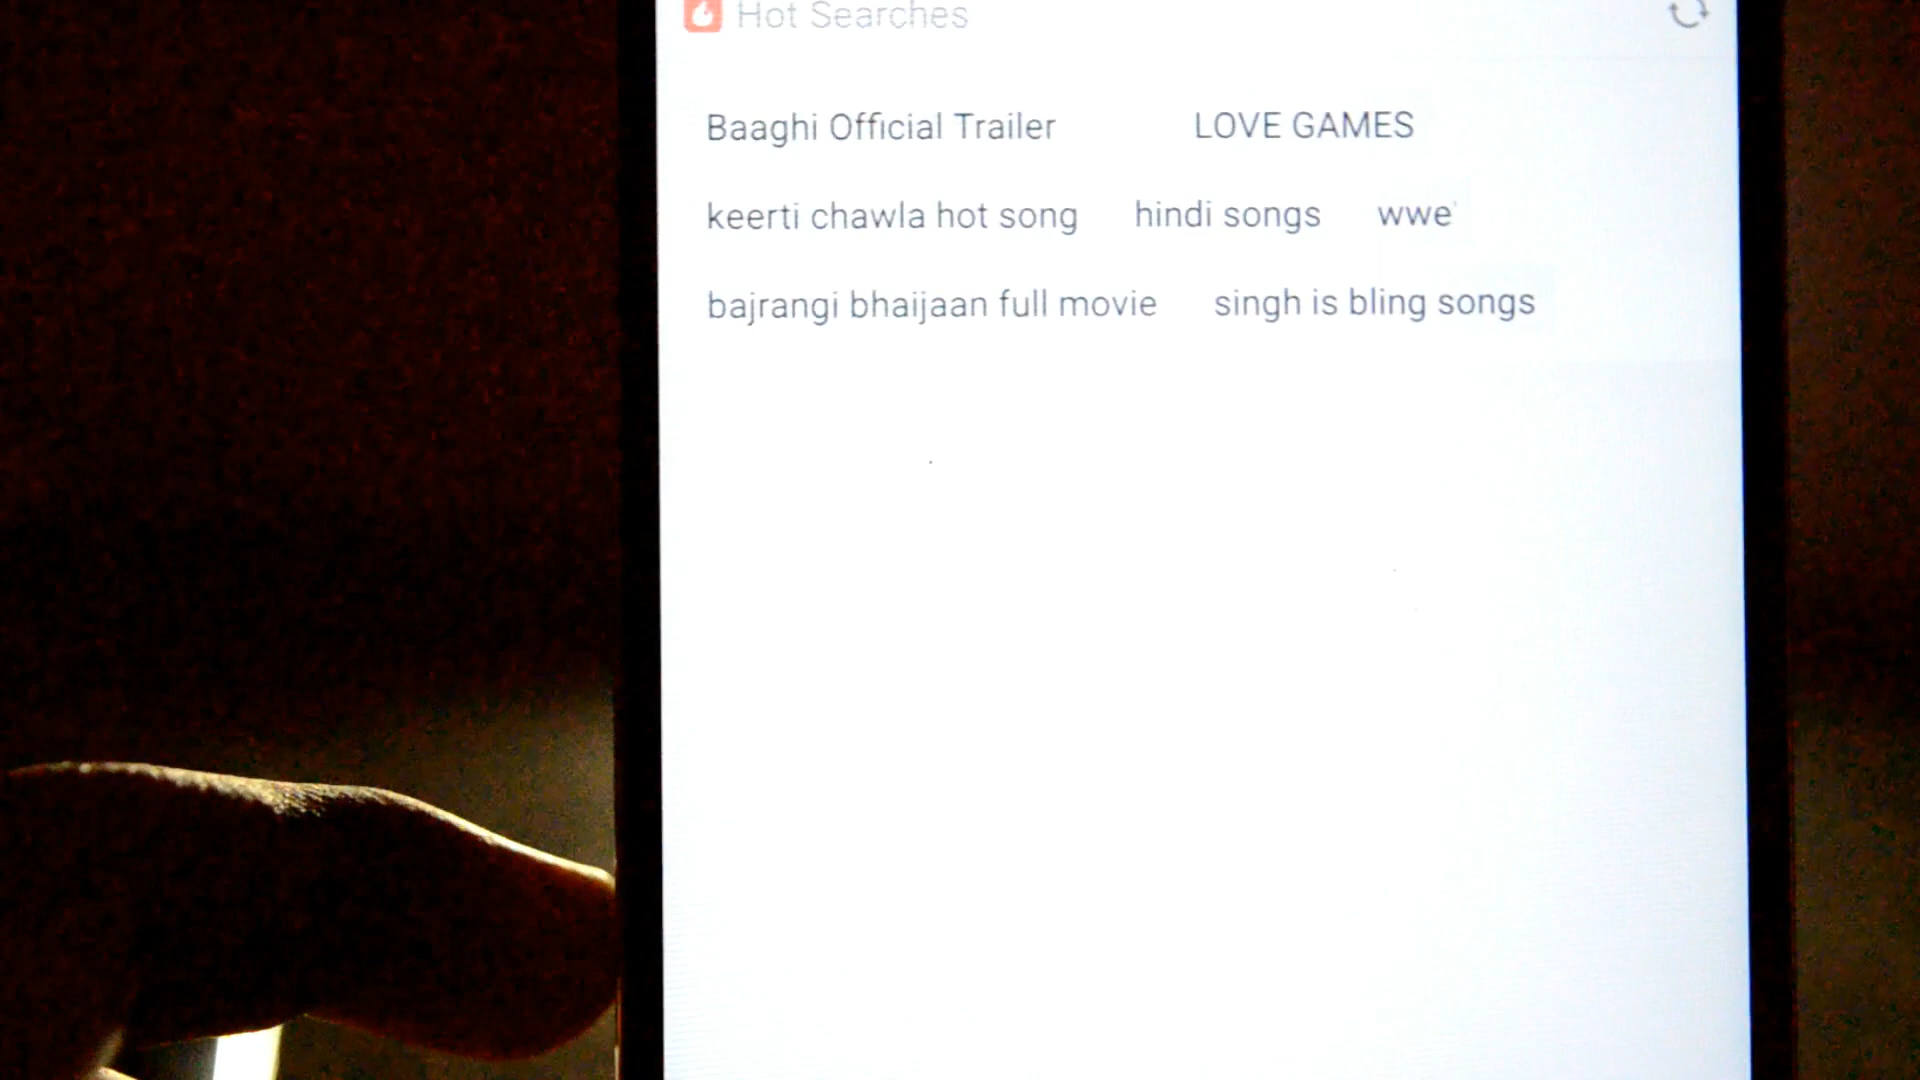 Hot Searches
Baaghi Official Trailer LOVE GAMES
keerti chawla hot song hindi songs wwe
bajrangi bhaijaan full movie singh is bling songs